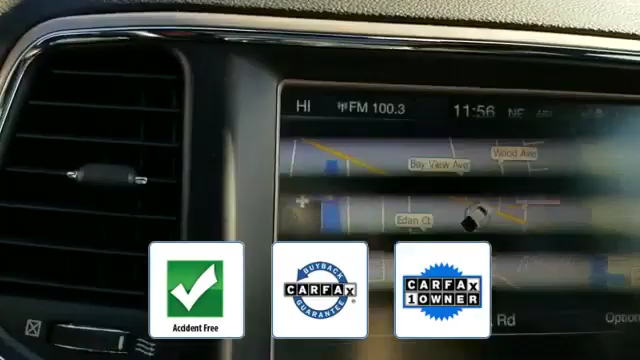 HI FM 100.3 11:56 NE
Wood Ave
Bay View Ave
Edan Ct
BUYBACK
CARFAX
GUARANTEE
CARFAX
1 OWNER
Accident Free
Rd
Option